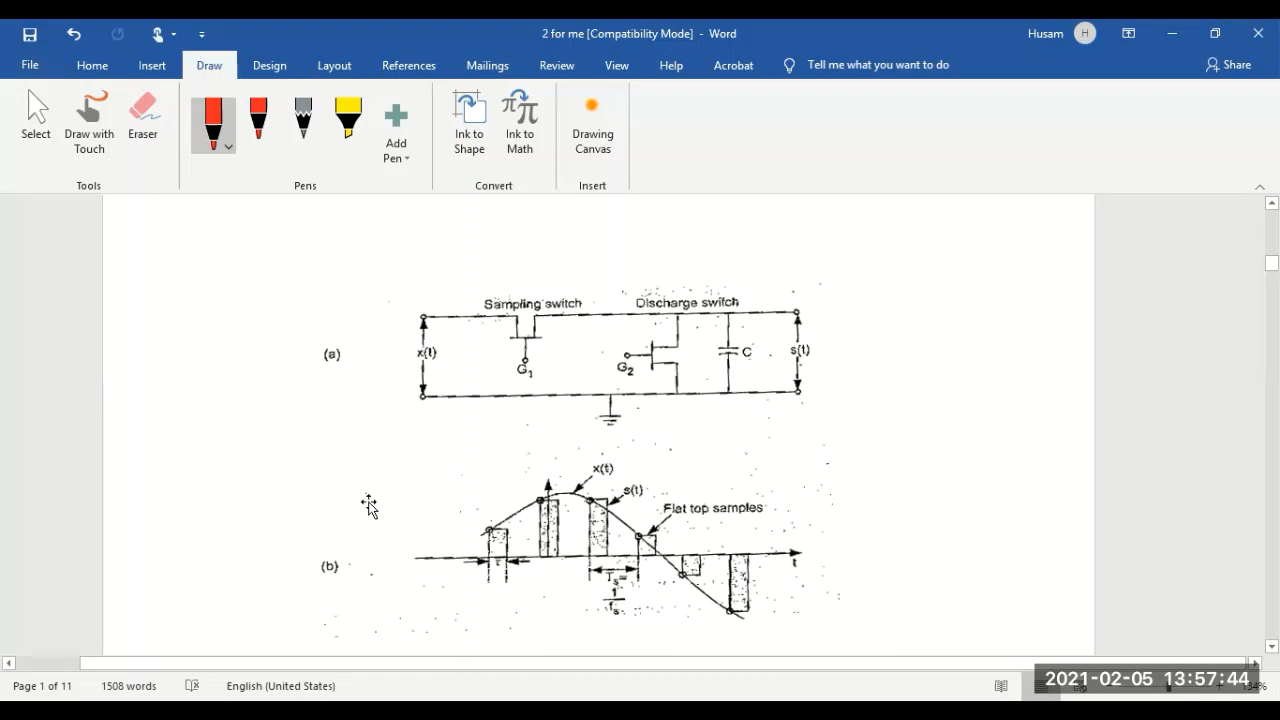 2 for me [Compatibility Mode] - Word
Husam
H
File Home Insert Draw Design Layout References Mailings Review View Help Acrobat Tell me what you want to do Share
Select
Draw with Touch
Eraser
Add Pen
Ink to Shape
Ink to Math
Drawing Canvas
Tools Pens Convert Insert
Sampling switch Discharge switch
(a) x(t) G1 G2 C s(t)
x(t)
s(t)
Flat top samples
(b) τ t
Ts=
1
fs
2021-02-05 13:57:44
Page 1 of 11 1508 words English (United States)